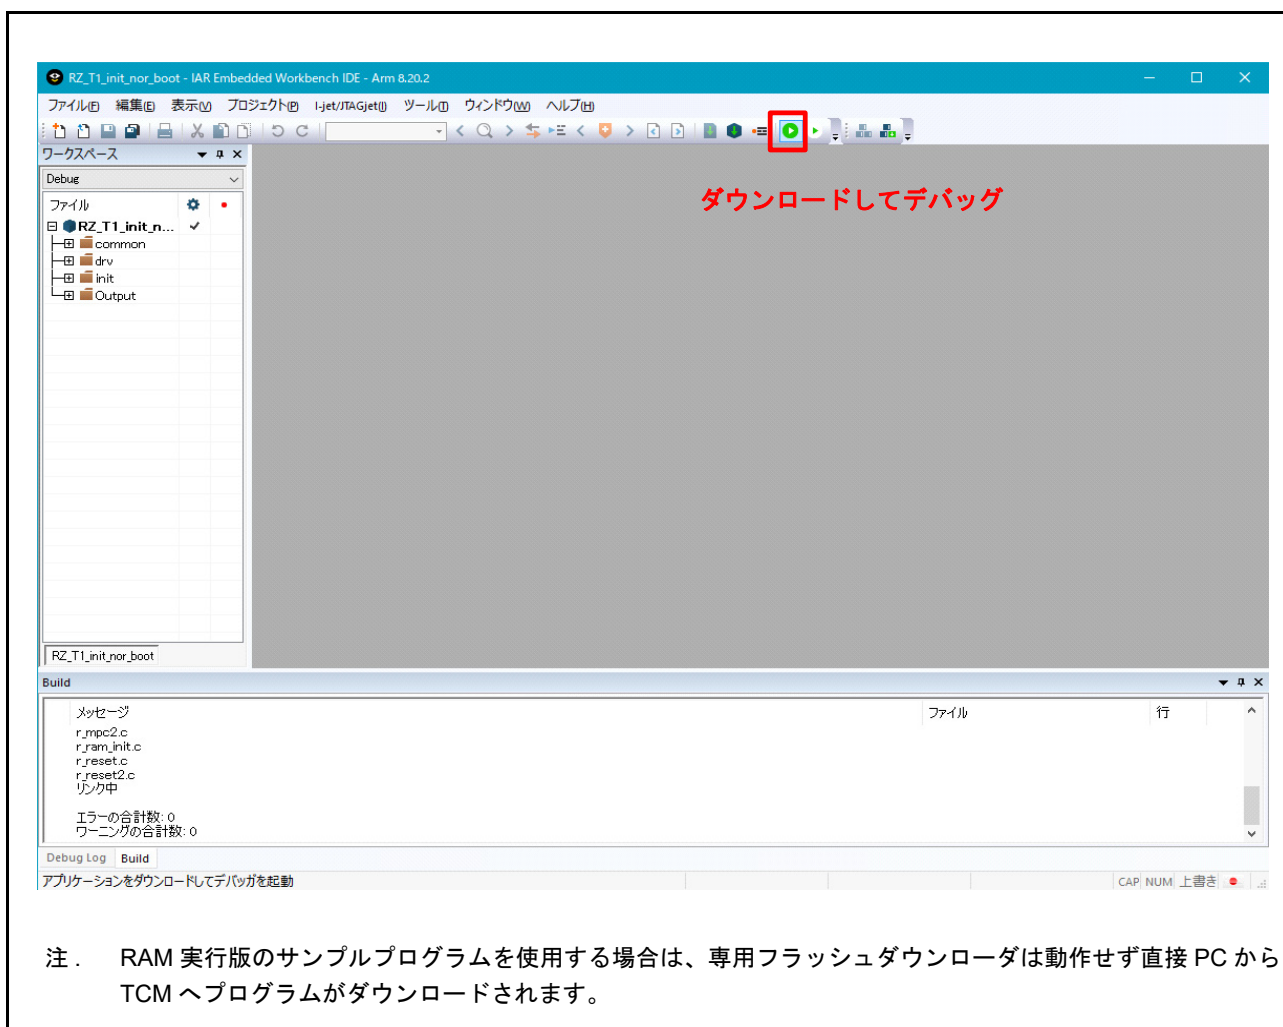 RZ_T1_init_nor_boot - IAR Embedded Workbench IDE - Arm 8.20.2
ファイル(F) 編集(E) 表示(V) プロジェクト(P) I-jet/JTAGjet(J) ツール(T) ウィンドウ(W) ヘルプ(H)
ワークスペース
Debug
ファイル
RZ_T1_init_n...
common
drv
init
Output
ダウンロードしてデバッグ
RZ_T1_init_nor_boot
Build
メッセージ ファイル 行
r_mpc2.c
r_ram_init.c
r_reset.c
r_reset2.c
リンク中
エラーの合計数: 0
ワーニングの合計数: 0
Debug Log Build
アプリケーションをダウンロードしてデバッガを起動 CAP NUM 上書き
注. RAM 実行版のサンプルプログラムを使用する場合は、専用フラッシュダウンローダは動作せず直接 PC から
TCM へプログラムがダウンロードされます。